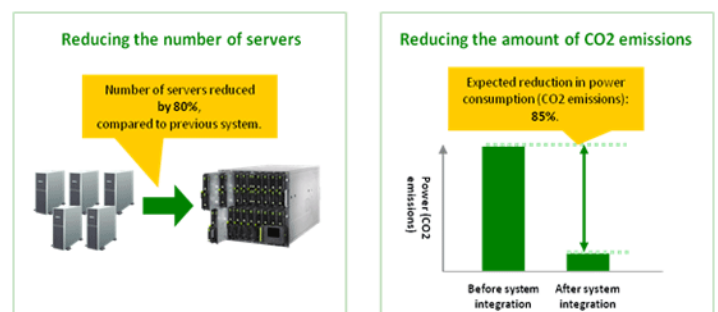 Reducing the number of servers
Number of servers reduced
by 80%,
compared to previous system.
Reducing the amount of CO2 emissions
Expected reduction in power
consumption (CO2 emissions):
85%.
Power (CO2
emissions)
Before system
integration
After system
integration